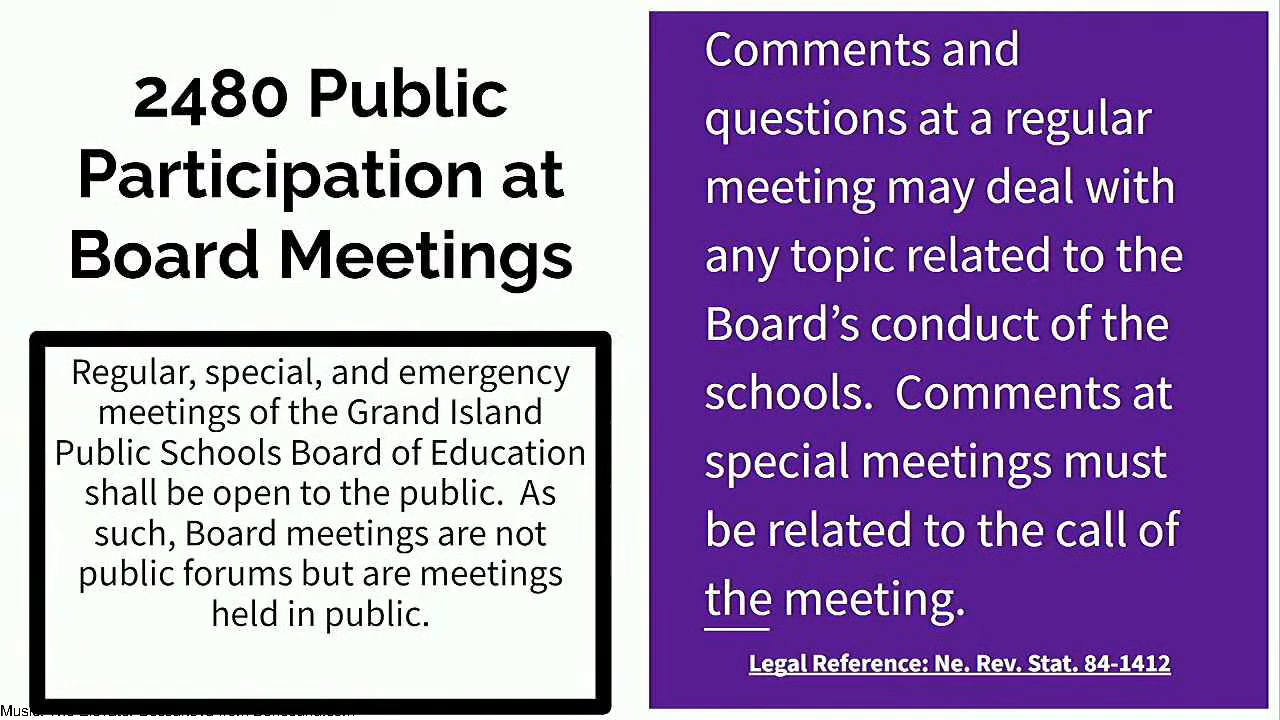 2480 Public
Participation at
Board Meetings
Regular, special, and emergency
meetings of the Grand Island
Public Schools Board of Education
shall be open to the public.  As
such, Board meetings are not
public forums but are meetings
held in public.
Comments and
questions at a regular
meeting may deal with
any topic related to the
Board’s conduct of the
schools.  Comments at
special meetings must
be related to the call of
the meeting.
Legal Reference: Ne. Rev. Stat. 84-1412